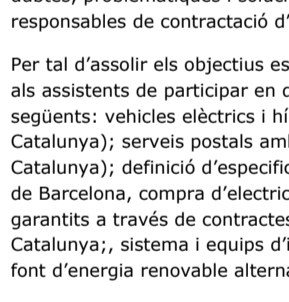 responsables de contractació d’
Per tal d’assolir els objectius es
als assistents de participar en
següents: vehicles elèctrics i hí
Catalunya); serveis postals aml
Catalunya); definició d’especific
de Barcelona, compra d’electric
garantits a través de contractes
Catalunya;, sistema i equips d’i
font d’energia renovable alterna